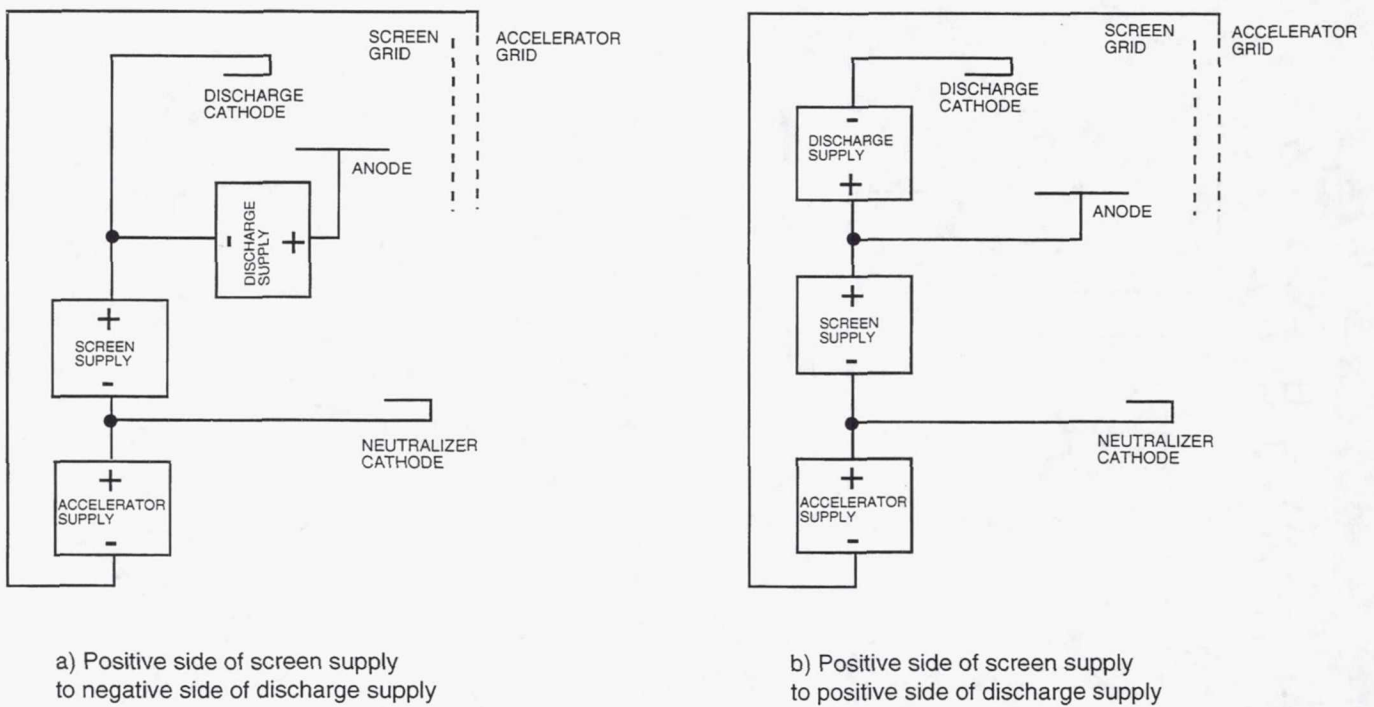 SCREEN
GRID
ACCELERATOR
GRID
DISCHARGE
CATHODE
ANODE
-
+
DISCHARGE
SUPPLY
+
SCREEN
SUPPLY
-
NEUTRALIZER
CATHODE
+
ACCELERATOR
SUPPLY
-
a) Positive side of screen supply
to negative side of discharge supply
SCREEN
GRID
ACCELERATOR
GRID
DISCHARGE
CATHODE
-
DISCHARGE
SUPPLY
+
ANODE
+
SCREEN
SUPPLY
-
NEUTRALIZER
CATHODE
+
ACCELERATOR
SUPPLY
-
b) Positive side of screen supply
to positive side of discharge supply